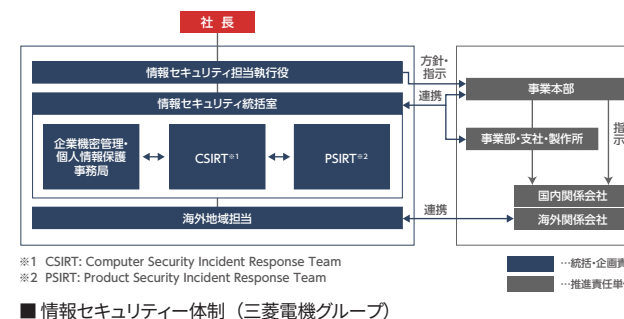 社 長
情報セキュリティ担当執行役
情報セキュリティ統括室
企業機密管理・
個人情報保護
事務局
CSIRT※1
PSIRT※2
海外地域担当
方針・
指示
連携
連携
事業本部
事業部・支社・製作所
指
示
国内関係会社
海外関係会社
※1 CSIRT: Computer Security Incident Response Team
※2 PSIRT: Product Security Incident Response Team
…統括・企画責
…推進責任単
■ 情報セキュリティー体制（三菱電機グループ）